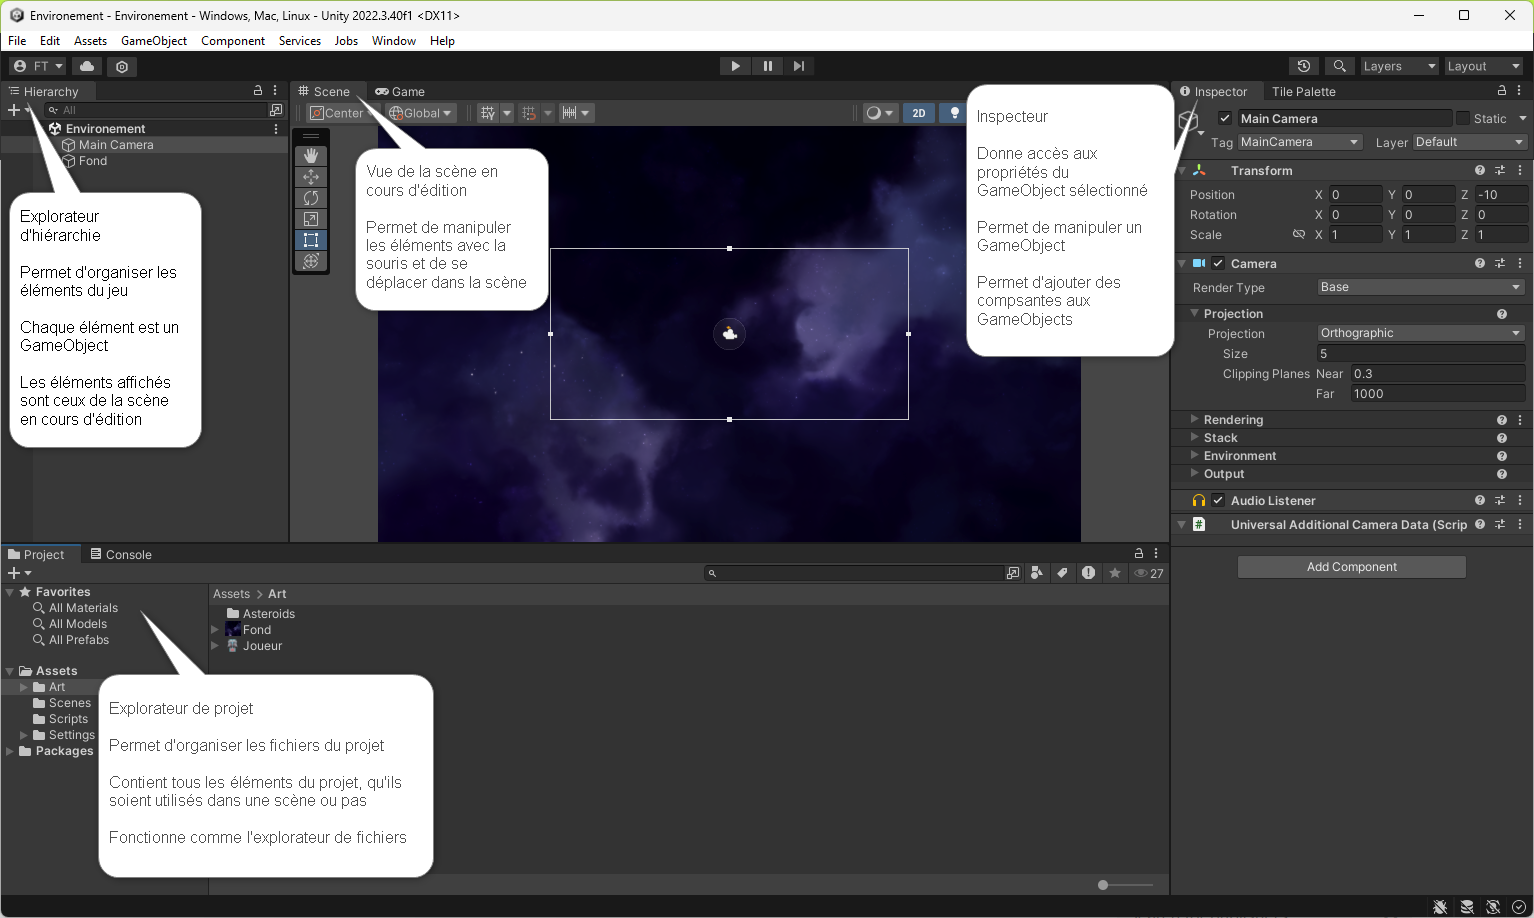 Environement - Environement - Windows, Mac, Linux - Unity 2022.3.40f1 <DX11>
File Edit Assets GameObject Component Services Jobs Window Help
FT
Layers Layout
Hierarchy
All
Environement
Main Camera
Fond
Explorateur
d'hiérarchie
Permet d'organiser les
éléments du jeu
Chaque élément est un
GameObject
Les éléments affichés
sont ceux de la scène
en cours d'édition
Scene Game
Center Global 2D
Vue de la scène en
cours d'édition
Permet de manipuler
les éléments avec la
souris et de se
déplacer dans la scène
Inspecteur
Donne accès aux
propriétés du
GameObject sélectionné
Permet de manipuler un
GameObject
Permet d'ajouter des
compsantes aux
GameObjects
Inspector Tile Palette
Main Camera Static
Tag MainCamera Layer Default
Transform
Position X 0 Y 0 Z -10
Rotation X 0 Y 0 Z 0
Scale X 1 Y 1 Z 1
Camera
Render Type Base
Projection
Projection Orthographic
Size 5
Clipping Planes Near 0.3
Far 1000
Rendering
Stack
Environment
Output
Audio Listener
Universal Additional Camera Data (Scrip
Add Component
Project Console
27
Favorites
All Materials
All Models
All Prefabs
Assets
Art
Scenes
Scripts
Settings
Packages
Assets > Art
Asteroids
Fond
Joueur
Explorateur de projet
Permet d'organiser les fichiers du projet
Contient tous les éléments du projet, qu'ils
soient utilisés dans une scène ou pas
Fonctionne comme l'explorateur de fichiers